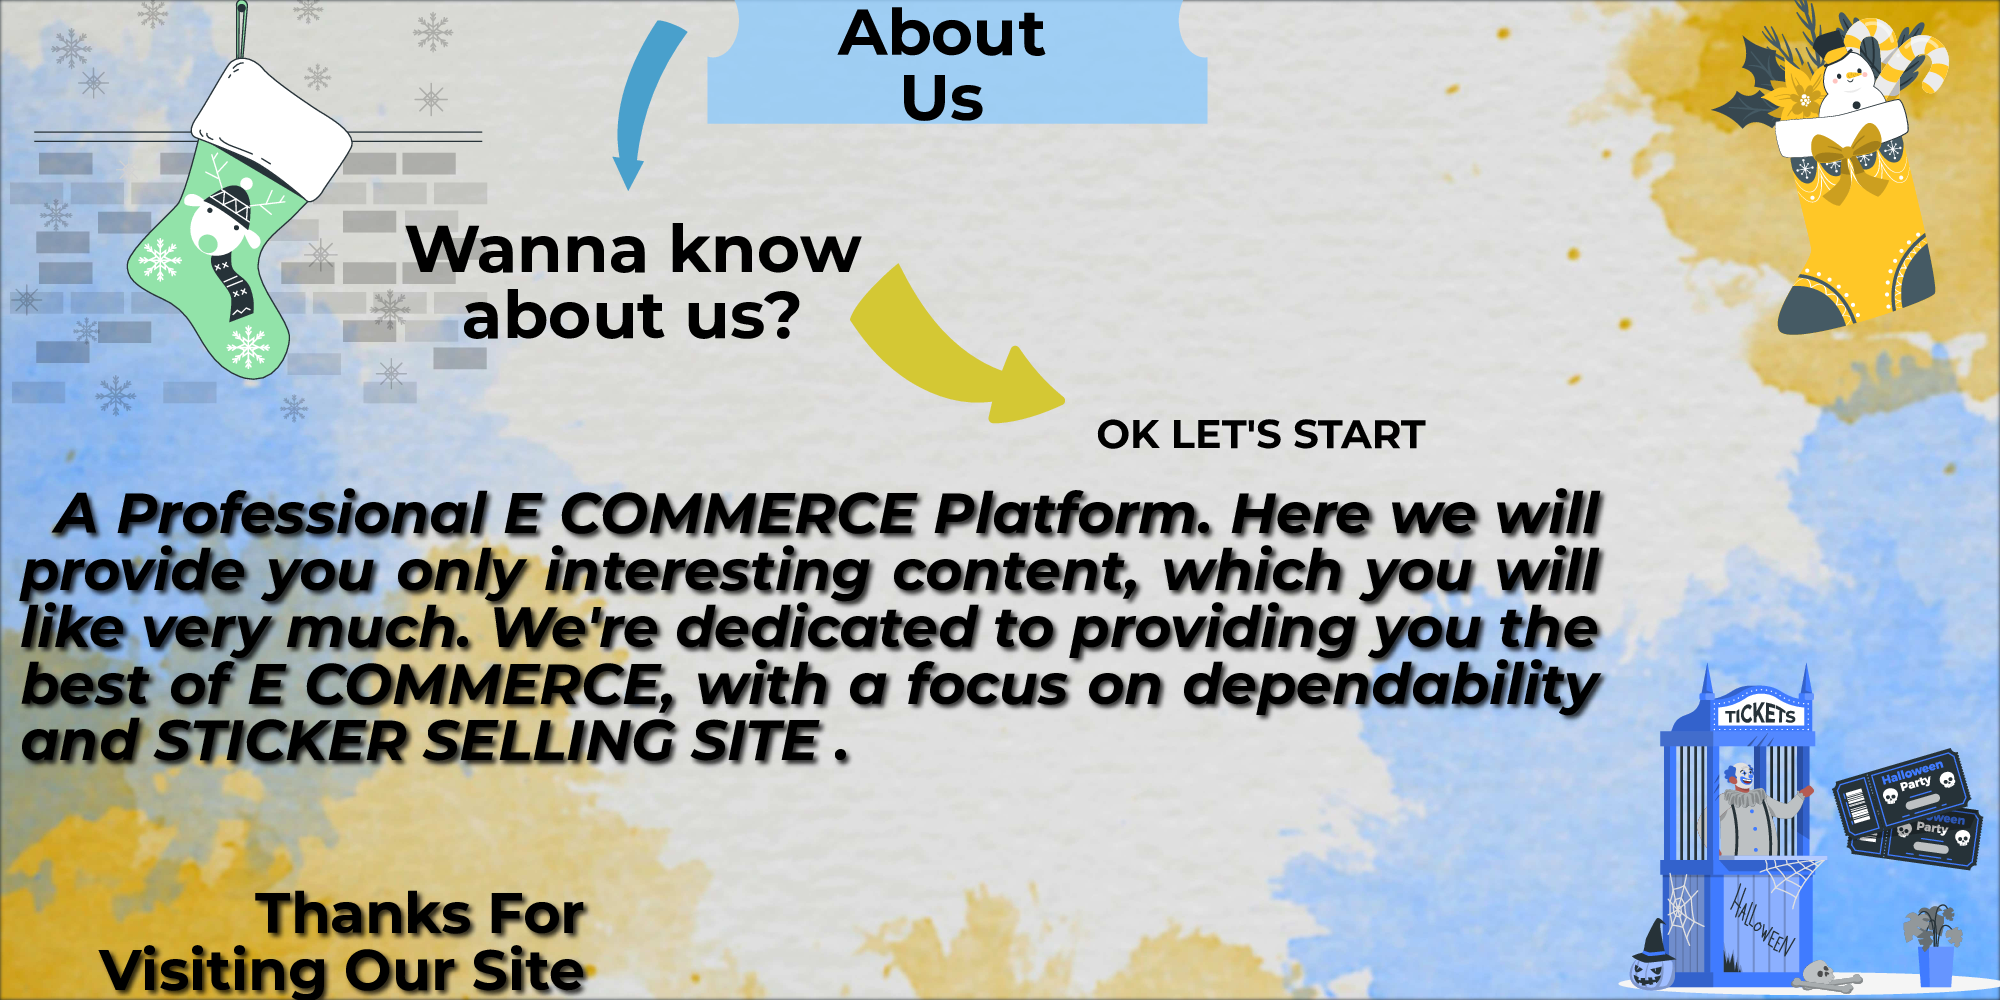 About
Us
Wanna know
about us?
OK LET'S START
A Professional E COMMERCE Platform. Here we will
provide you only interesting content, which you will
like very much. We're dedicated to providing you the
best of E COMMERCE, with a focus on dependability
and STICKER SELLING SITE .
TICKETS
Halloween
Party
ween
Party
HALLOWEEN
Thanks For
Visiting Our Site